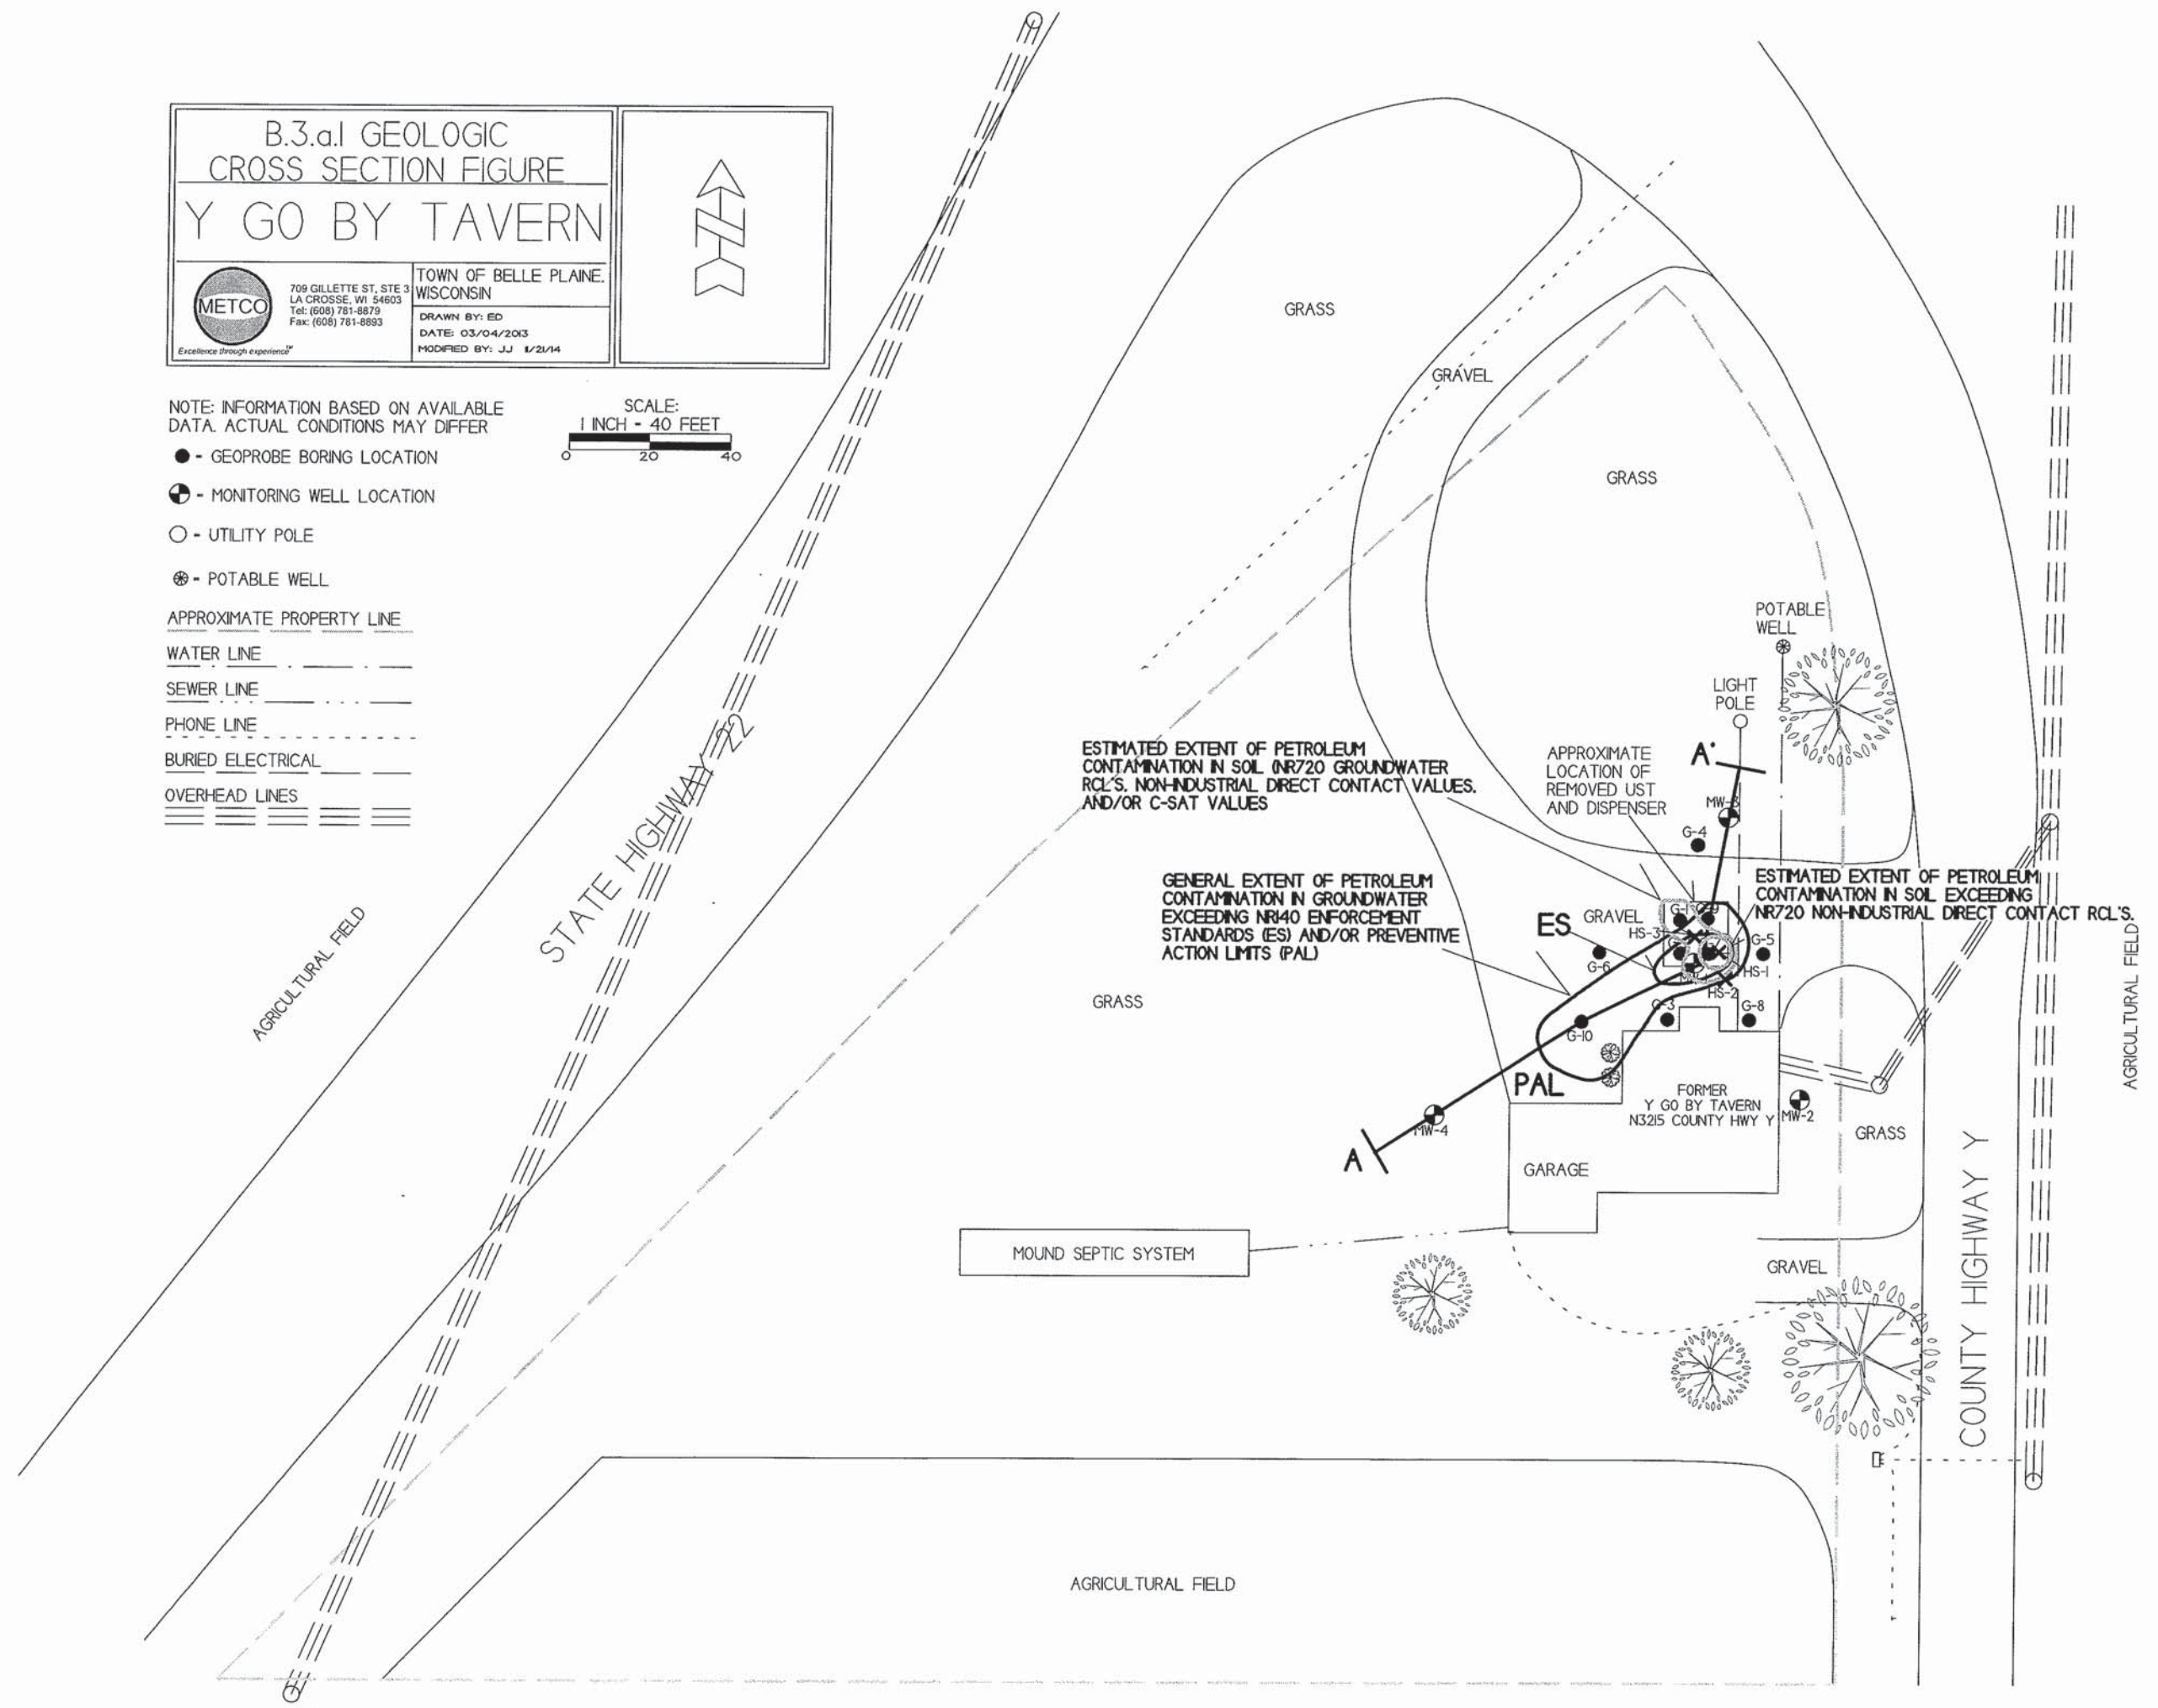 B.3.a.1 GEOLOGIC
CROSS SECTION FIGURE
Y GO BY TAVERN
METCO
Excellence through experience™
709 GILLETTE ST, STE 3
LA CROSSE, WI 54603
Tel: (608) 781-8879
Fax: (608) 781-8893
TOWN OF BELLE PLAINE,
WISCONSIN
DRAWN BY: ED
DATE: 03/04/2013
MODIFIED BY: JJ 11/21/14
N
NOTE: INFORMATION BASED ON AVAILABLE
DATA. ACTUAL CONDITIONS MAY DIFFER
SCALE:
1 INCH - 40 FEET
0 20 40
- GEOPROBE BORING LOCATION
- MONITORING WELL LOCATION
- UTILITY POLE
- POTABLE WELL
APPROXIMATE PROPERTY LINE
WATER LINE
SEWER LINE
PHONE LINE
BURIED ELECTRICAL
OVERHEAD LINES
STATE HIGHWAY 22
AGRICULTURAL FIELD
GRASS
GRAVEL
GRASS
POTABLE
WELL
LIGHT
POLE
ESTIMATED EXTENT OF PETROLEUM
CONTAMINATION IN SOIL (NR720 GROUNDWATER
RCL'S, NON-INDUSTRIAL DIRECT CONTACT VALUES,
AND/OR C-SAT VALUES
APPROXIMATE
LOCATION OF
REMOVED UST
AND DISPENSER
A'
MW-3
G-4
GENERAL EXTENT OF PETROLEUM
CONTAMINATION IN GROUNDWATER
EXCEEDING NR140 ENFORCEMENT
STANDARDS (ES) AND/OR PREVENTIVE
ACTION LIMITS (PAL)
ESTIMATED EXTENT OF PETROLEUM
CONTAMINATION IN SOIL EXCEEDING
NR720 NON-INDUSTRIAL DIRECT CONTACT RCL'S.
ES
GRAVEL
G-1
HS-3
G-5
G-6
HS-1
HS-2
G-3
G-8
G-10
PAL
GRASS
MW-4
A
FORMER
Y GO BY TAVERN
N3215 COUNTY HWY Y
MW-2
GRASS
GARAGE
MOUND SEPTIC SYSTEM
GRAVEL
COUNTY HIGHWAY Y
AGRICULTURAL FIELD
AGRICULTURAL FIELD